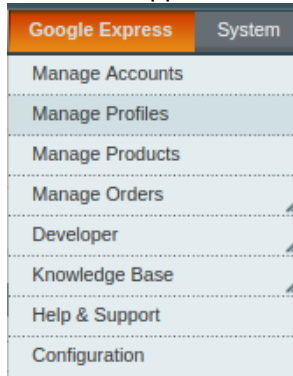 Google Express System
Manage Accounts
Manage Profiles
Manage Products
Manage Orders
Developer
Knowledge Base
Help & Support
Configuration